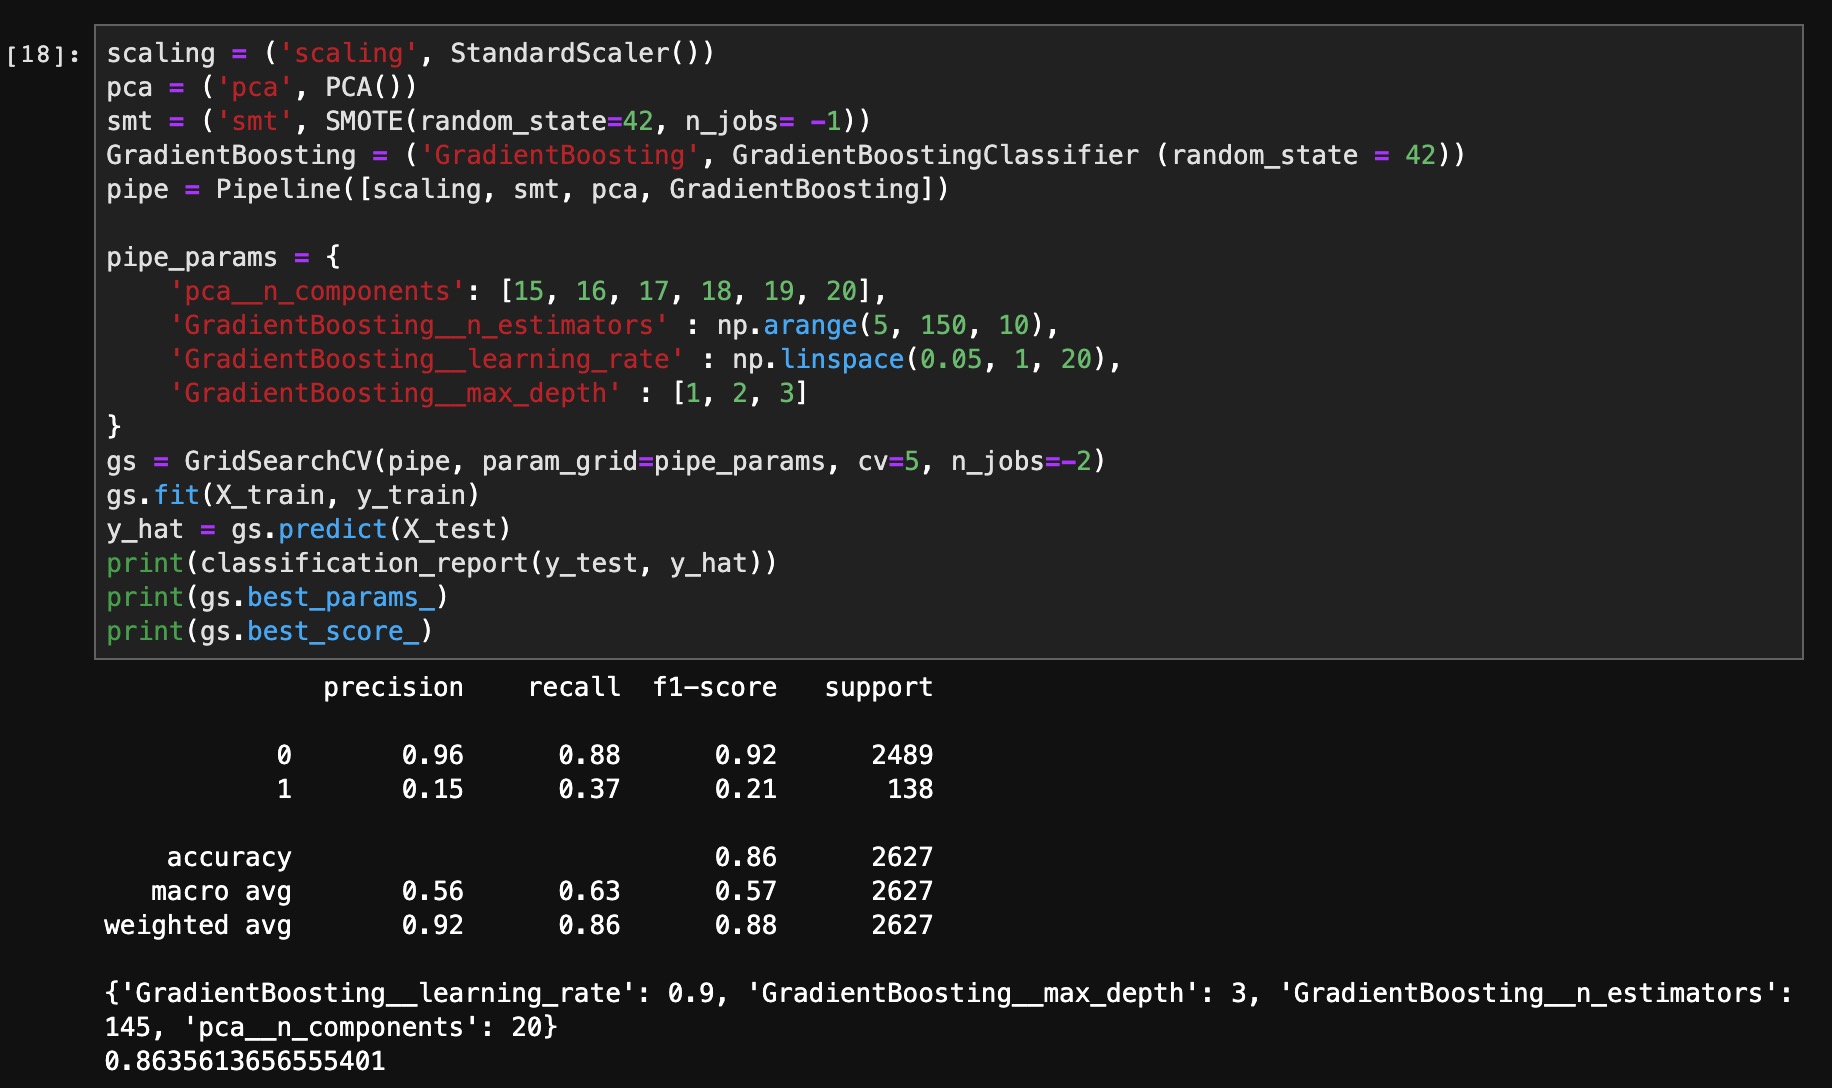 [18]: scaling = ('scaling', StandardScaler())
pca = ('pca', PCA())
smt = ('smt', SMOTE(random_state=42, n_jobs= -1))
GradientBoosting = ('GradientBoosting', GradientBoostingClassifier (random_state = 42))
pipe = Pipeline([scaling, smt, pca, GradientBoosting])
pipe_params = {
    'pca__n_components': [15, 16, 17, 18, 19, 20],
    'GradientBoosting__n_estimators' : np.arange(5, 150, 10),
    'GradientBoosting__learning_rate' : np.linspace(0.05, 1, 20),
    'GradientBoosting__max_depth' : [1, 2, 3]
}
gs = GridSearchCV(pipe, param_grid=pipe_params, cv=5, n_jobs=-2)
gs.fit(X_train, y_train)
y_hat = gs.predict(X_test)
print(classification_report(y_test, y_hat))
print(gs.best_params_)
print(gs.best_score_)
precision recall f1-score support
0 0.96 0.88 0.92 2489
1 0.15 0.37 0.21 138
accuracy 0.86 2627
macro avg 0.56 0.63 0.57 2627
weighted avg 0.92 0.86 0.88 2627
{'GradientBoosting__learning_rate': 0.9, 'GradientBoosting__max_depth': 3, 'GradientBoosting__n_estimators':
145, 'pca__n_components': 20}
0.8635613656555401